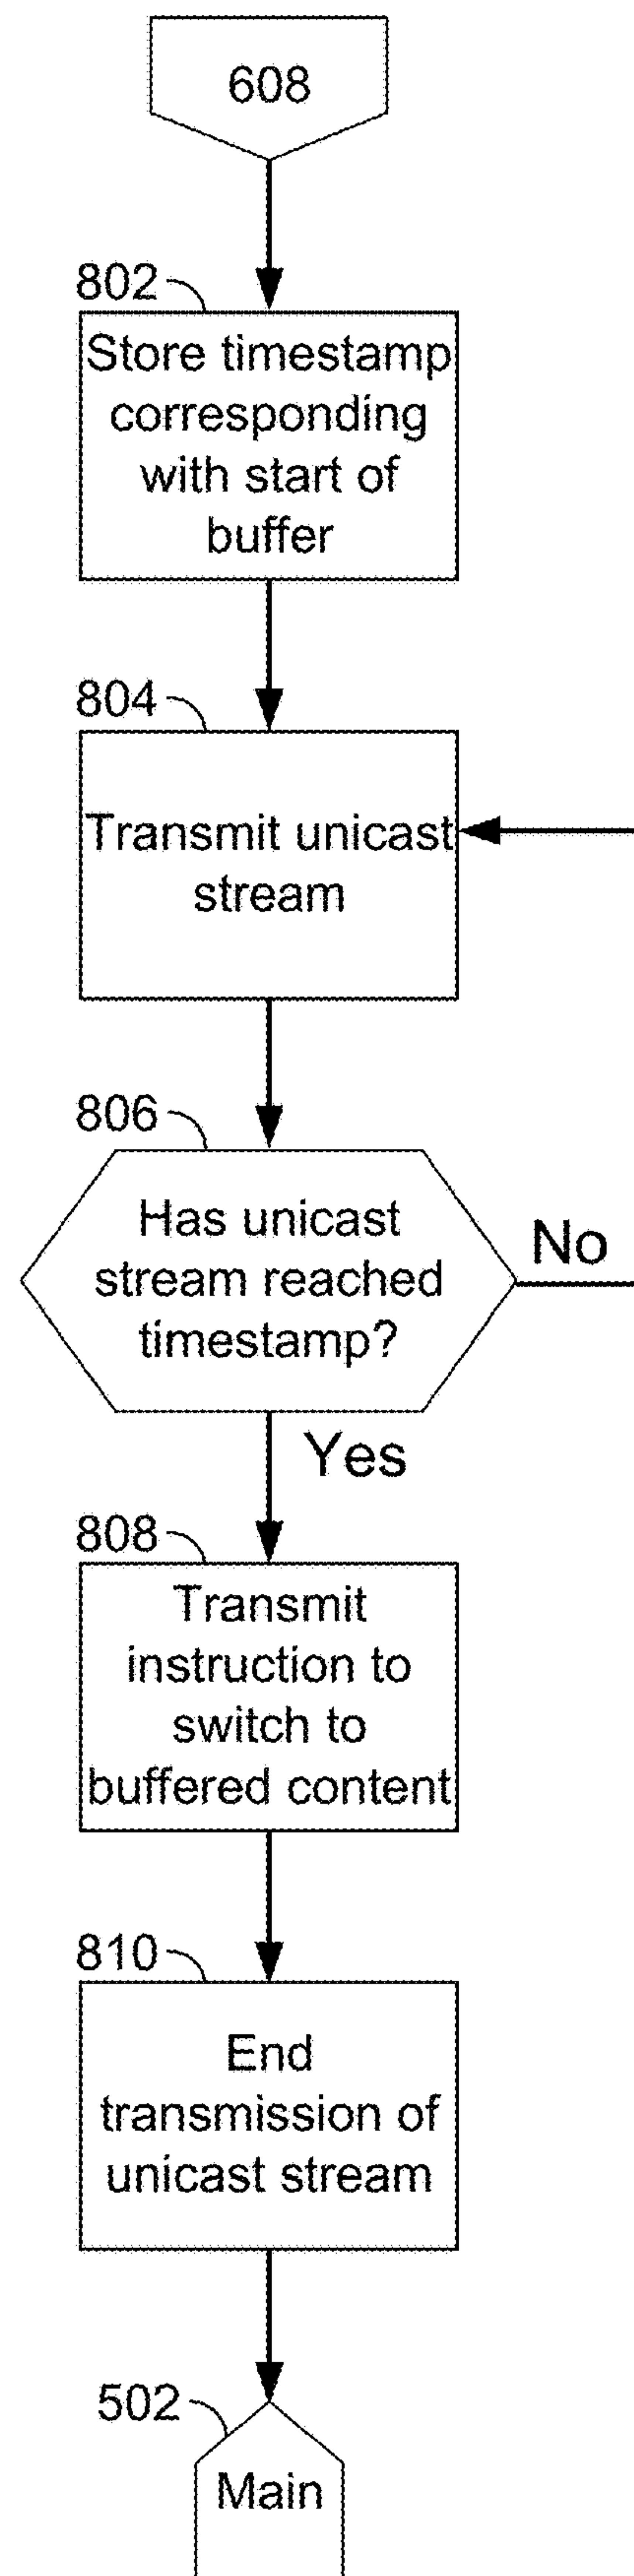 608
802
Store timestamp
corresponding
with start of
buffer
804
Transmit unicast
stream
806
Has unicast
stream reached
timestamp?
No
Yes
808
Transmit
instruction to
switch to
buffered content
810
End
transmission of
unicast stream
502
Main